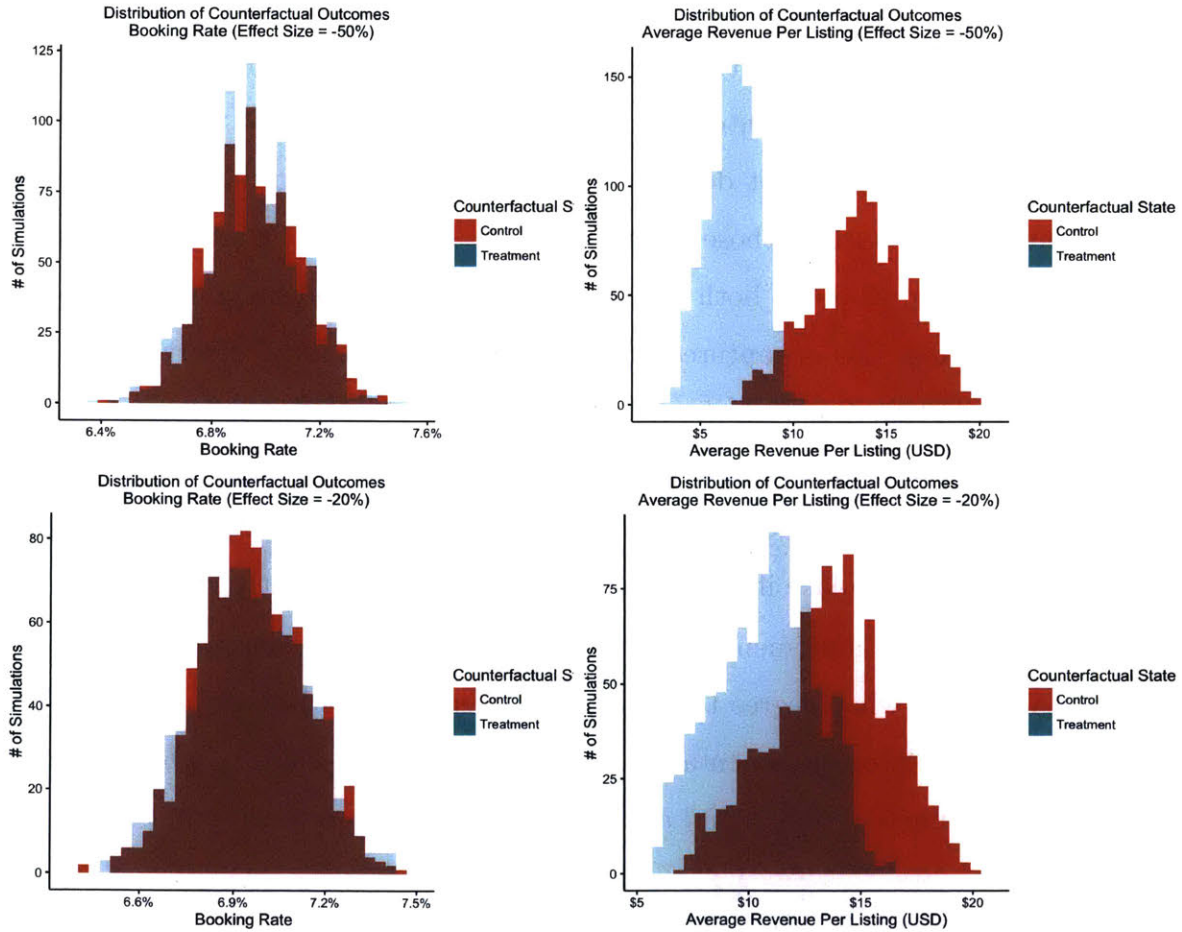 Distribution of Counterfactual Outcomes
Booking Rate (Effect Size = -50%)
125
100
75
50
25
0
# of Simulations
6.4%
6.8%
7.2%
7.6%
Booking Rate
Counterfactual S
Control
Treatment
Distribution of Counterfactual Outcomes
Average Revenue Per Listing (Effect Size = -50%)
150
100
50
0
# of Simulations
$5
$10
$15
$20
Average Revenue Per Listing (USD)
Counterfactual State
Control
Treatment
Distribution of Counterfactual Outcomes
Booking Rate (Effect Size = -20%)
80
60
40
20
0
# of Simulations
6.6%
6.9%
7.2%
7.5%
Booking Rate
Counterfactual S
Control
Treatment
Distribution of Counterfactual Outcomes
Average Revenue Per Listing (Effect Size = -20%)
75
50
25
0
# of Simulations
$5
$10
$15
$20
Average Revenue Per Listing (USD)
Counterfactual State
Control
Treatment